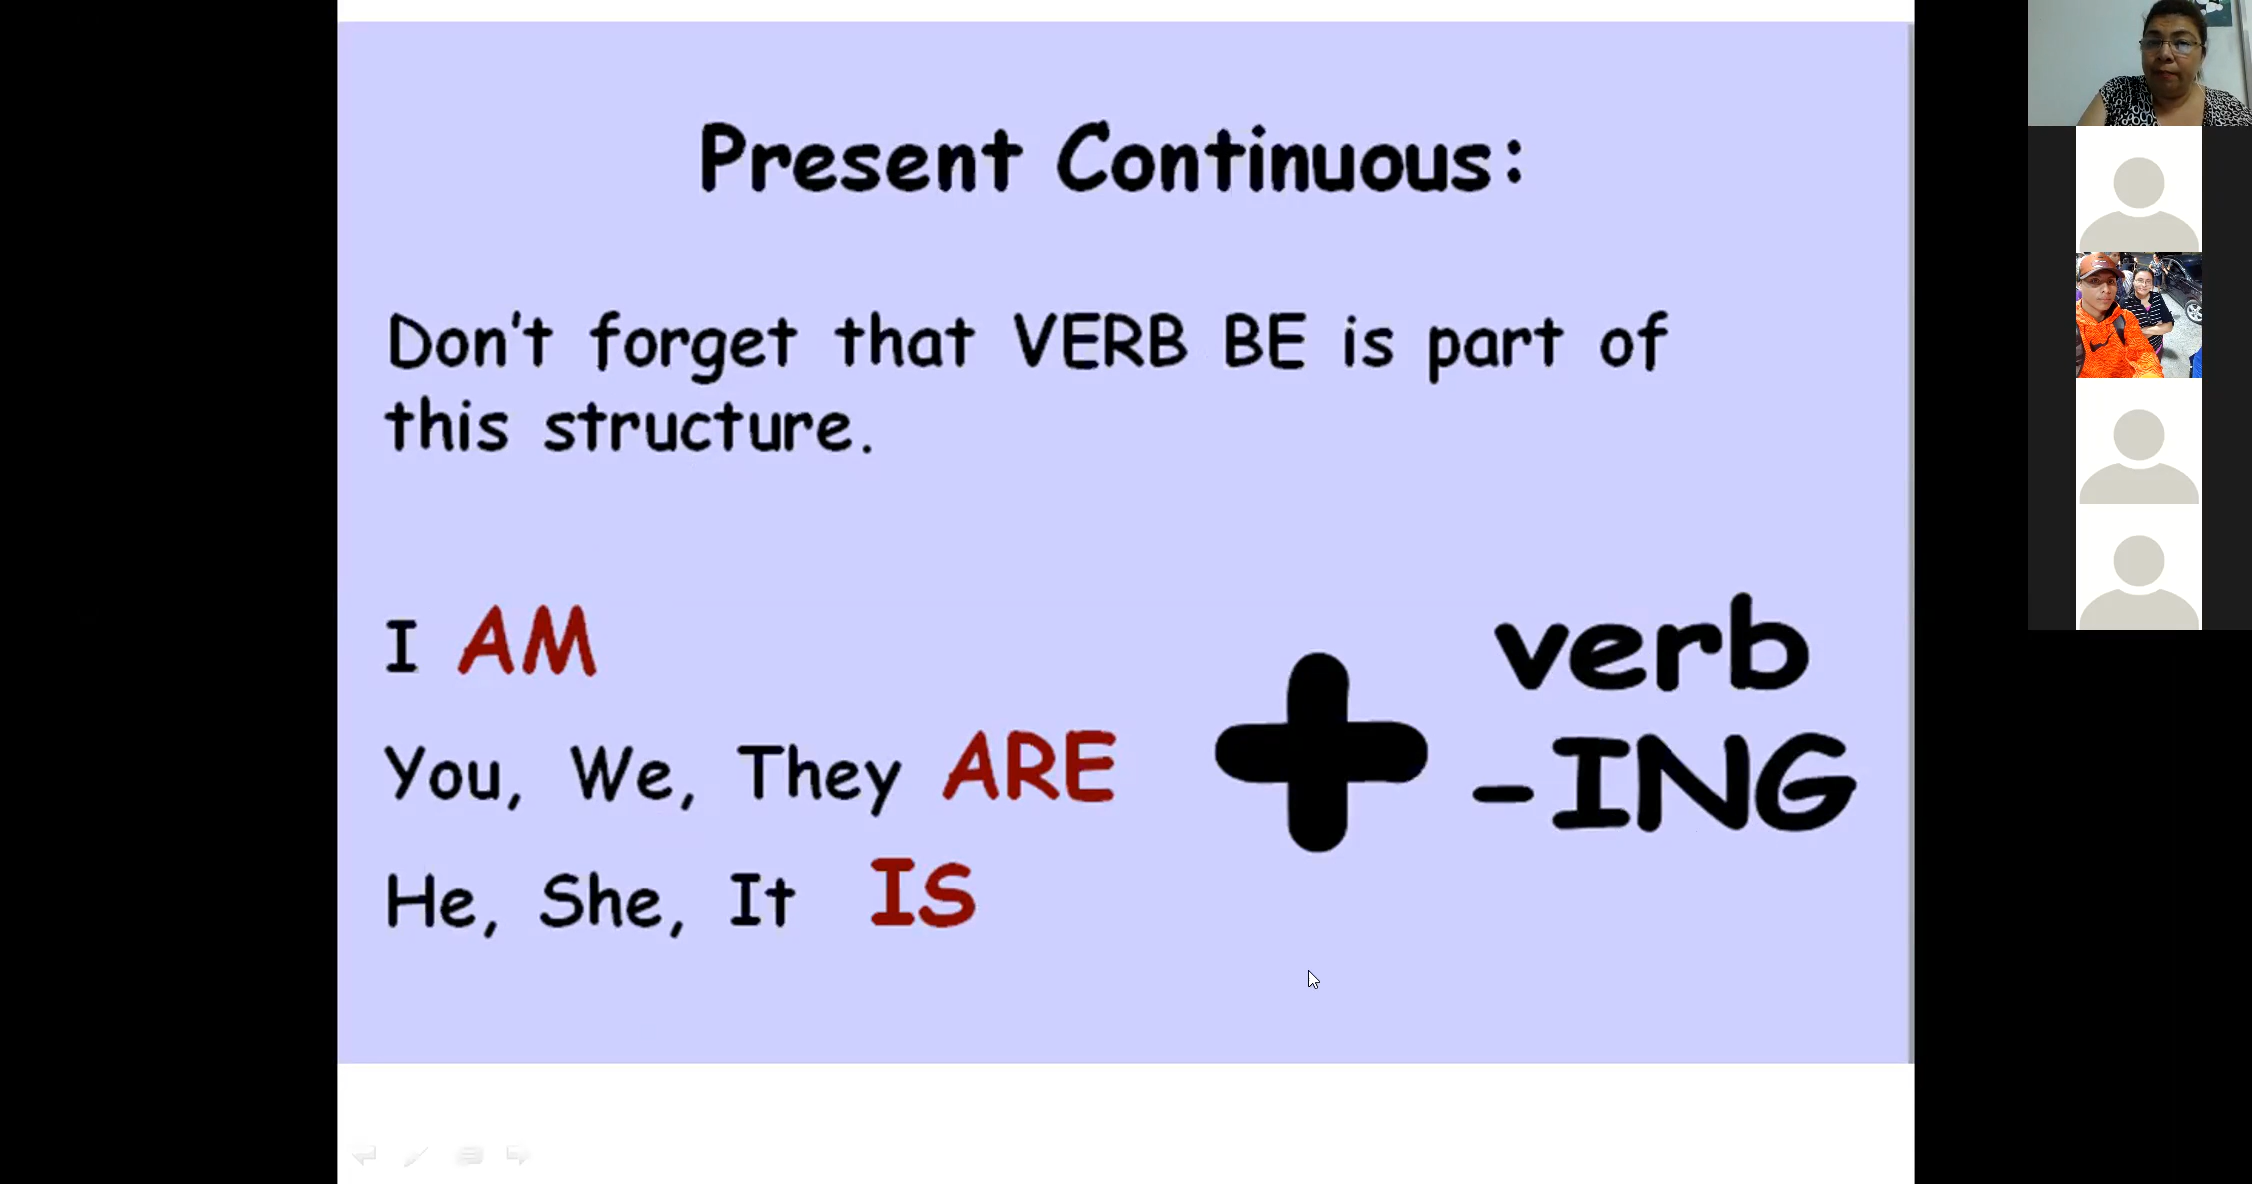 Present Continuous:
Don't forget that VERB BE is part of
this structure.
I AM
You, We, They ARE
He, She, It IS
verb
-ING